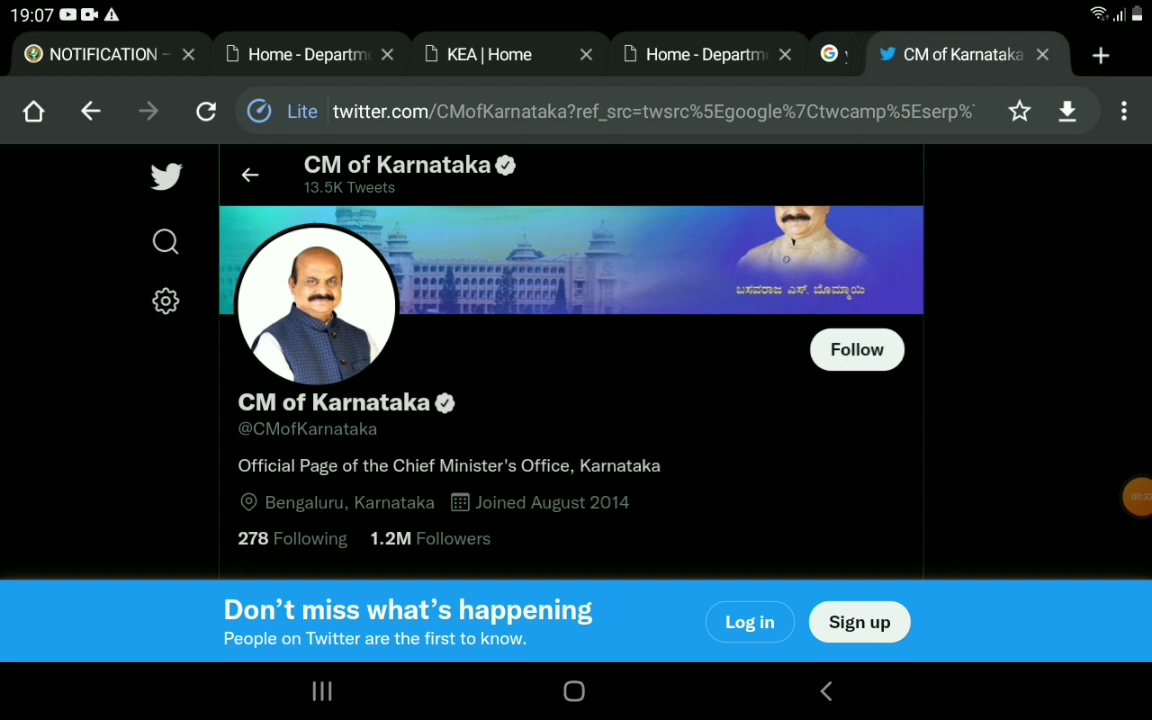 19:07
NOTIFICATION -
Home - Departm
KEA | Home
Home - Departm
CM of Karnataka
Lite
twitter.com/CMofKarnataka?ref_src=twsrc%5Egoogle%7Ctwcamp%5Eserp%
CM of Karnataka
13.5K Tweets
ಬಸವರಾಜ ಎಸ್. ಬೊಮ್ಮಾಯಿ
Follow
CM of Karnataka
@CMofKarnataka
Official Page of the Chief Minister's Office, Karnataka
Bengaluru, Karnataka Joined August 2014
278 Following 1.2M Followers
Don’t miss what’s happening
People on Twitter are the first to know.
Log in
Sign up